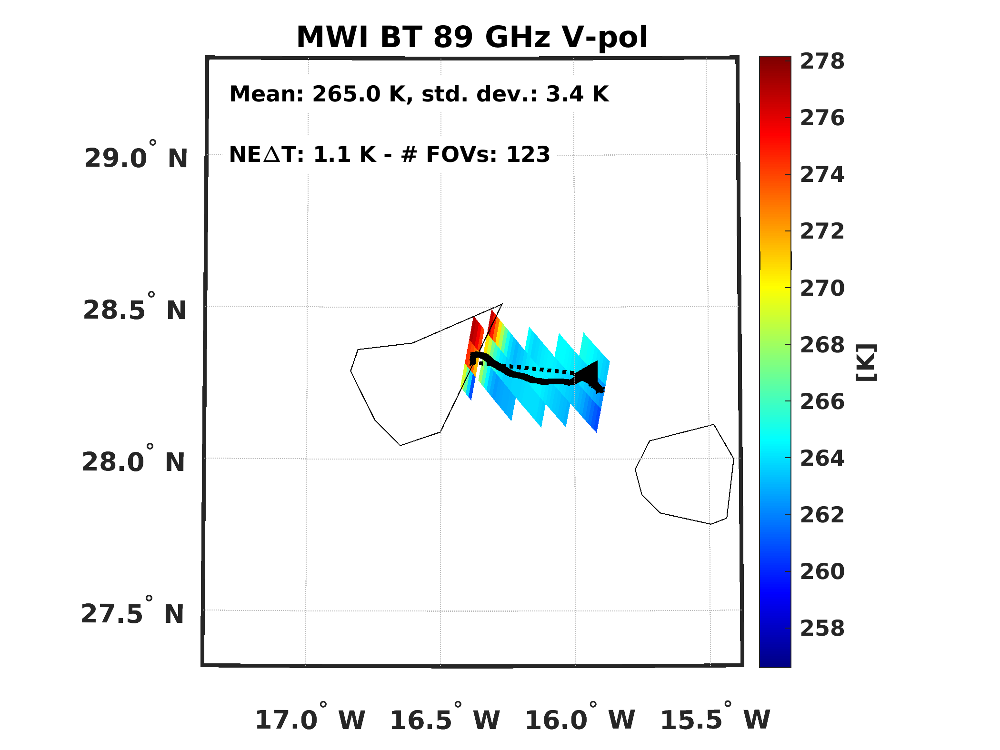 MWI BT 89 GHz V-pol
Mean: 265.0 K, std. dev.: 3.4 K
NE△T: 1.1 K - # FOVs: 123
29.0° N
28.5° N
28.0° N
27.5° N
17.0° W
16.5° W
16.0° W
15.5° W
278
276
274
272
270
268
266
264
262
260
258
[K]